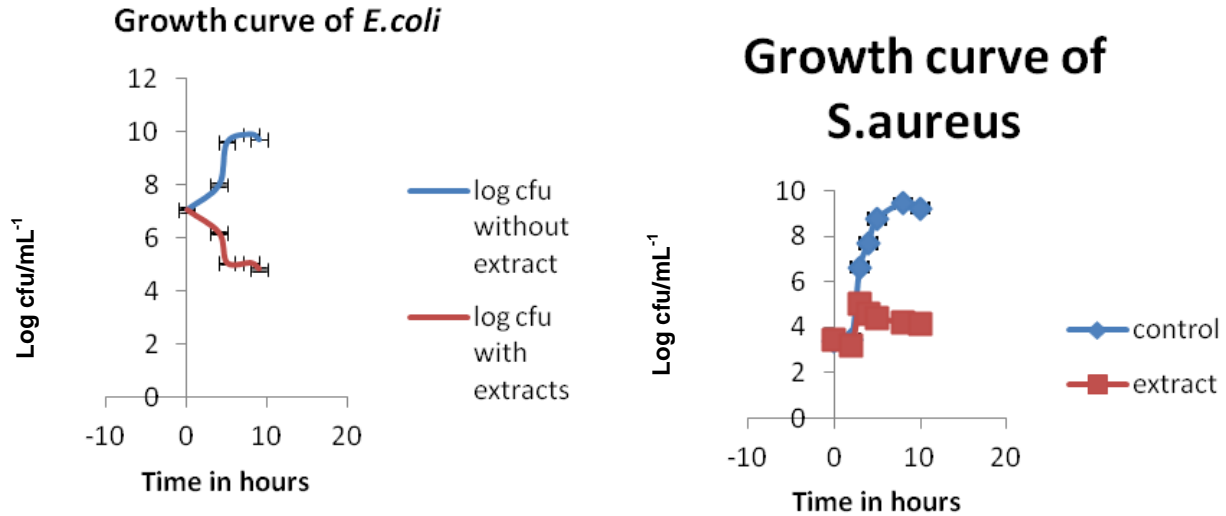 Growth curve of E.coli
12
10
8
6
4
2
0
-10 0 10 20
Time in hours
Log cfu/mL-1
log cfu
without
extract
log cfu
with
extracts
Growth curve of
S.aureus
10
8
6
4
2
0
-10 0 10 20
Time in hours
Log cfu/mL-1
control
extract